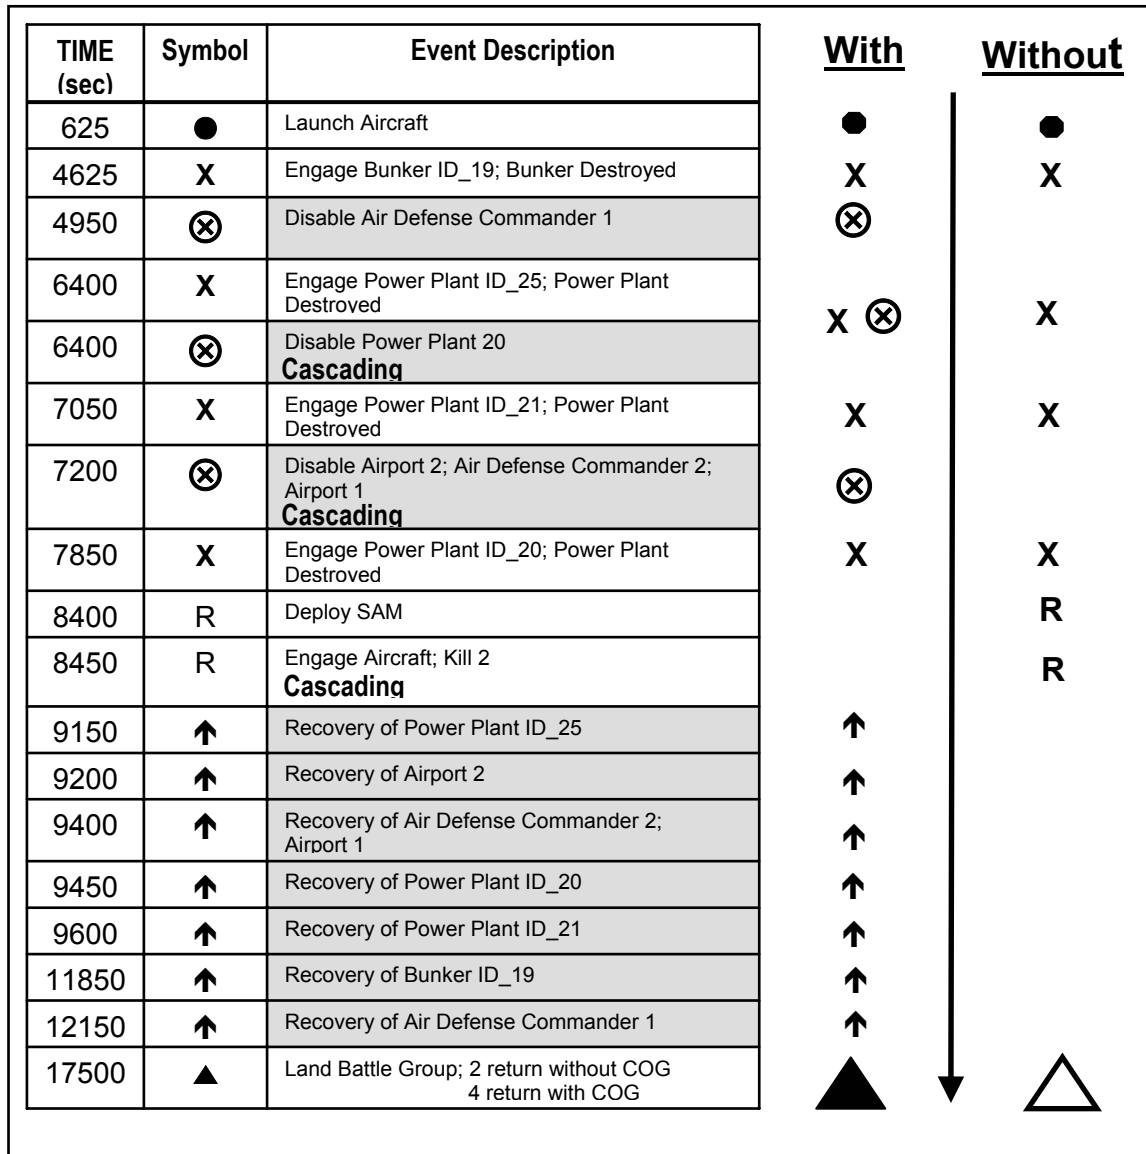 TIME Symbol Event Description With Without
(sec)
625 Launch Aircraft
4625 X Engage Bunker ID_19; Bunker Destroyed X X
4950 Disable Air Defense Commander 1
6400 X Engage Power Plant ID_25; Power Plant
Destroyed X X
6400 Disable Power Plant 20
Cascading
7050 X Engage Power Plant ID_21; Power Plant
Destroyed X X
7200 Disable Airport 2; Air Defense Commander 2;
Airport 1
Cascading
7850 X Engage Power Plant ID_20; Power Plant
Destroyed X X
8400 R Deploy SAM R
8450 R Engage Aircraft; Kill 2 R
Cascading
9150 Recovery of Power Plant ID_25
9200 Recovery of Airport 2
9400 Recovery of Air Defense Commander 2;
Airport 1
9450 Recovery of Power Plant ID_20
9600 Recovery of Power Plant ID_21
11850 Recovery of Bunker ID_19
12150 Recovery of Air Defense Commander 1
17500 Land Battle Group; 2 return without COG
4 return with COG